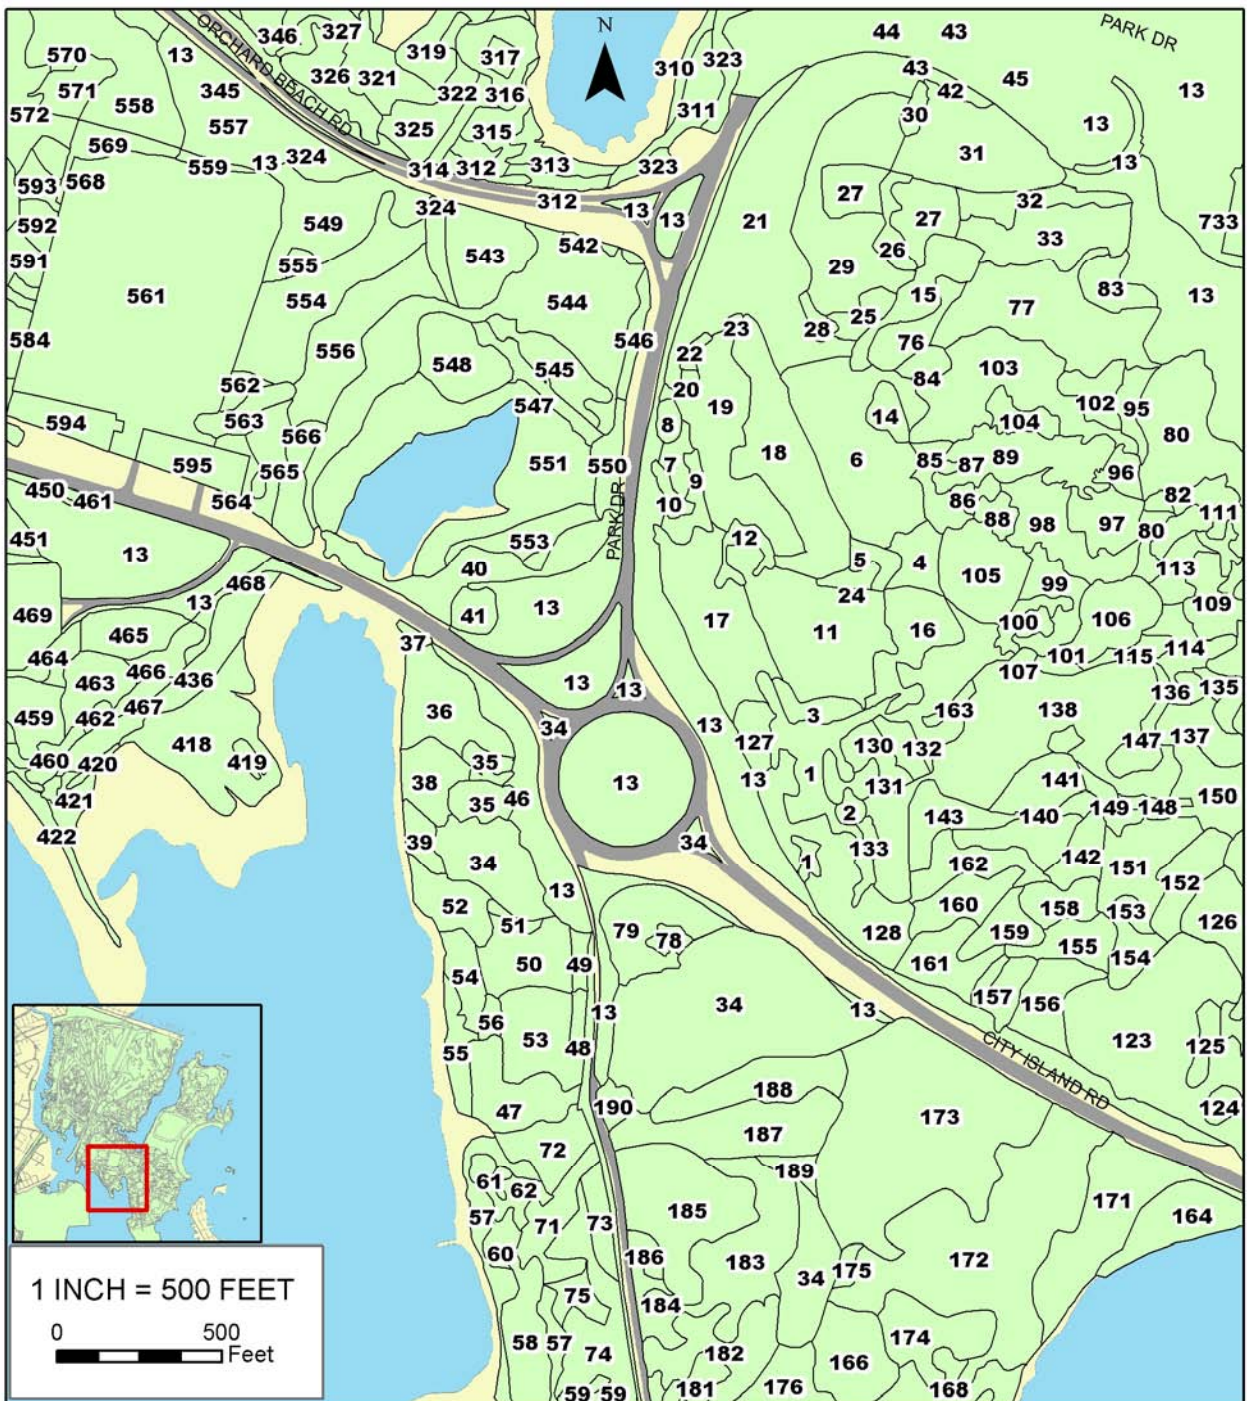 N
ORCHARD BEACH RD
PARK DR
44 43
346 327
570 13 319 317 323
310
43
326 321 45
571 345 322 316 42 13
572 558 311 30
557 325 315 13
569 31
559 13 324 314 312 313 323 13
593 568 27 32
312 324 13 13 21 27 733
592 549 33
542 26
591 555 543 29
561 554 544 15 83 13
77
25
28
584 546 23 76
556 22
548 545 103
562 20 84
547 19 102 95
594 563 8 14 104
566 80
18
595 565 551 550 7 6 85 87 89
9 96
450 461 564 10 86 82
88 98 97 111
PARK DR
451 13 553 12 80
40 5 4 105 113
468 99
13 41 13 24 109
469 17 11 16 100 106
465
37 114
464 101 115
463 466 436 13 13 107 136 135
467 36 3 163 138
459 462 34 13
418 127 130 132 147 137
460 420 419 35
38 13 13 1 131 141
421 35 46 150
2 143 140 149 148
422 39 34 133
34 1 162 142 151
13 152
52 160 158 153
51 79 126
78 128 159
50 49 155
161 154
54
157 156
34
56 13 13
53 48 123
55 125
CITY ISLAND RD
188
47 190 173 124
187
72
61 62 189
171
57 71 73 185 164
60 186 183 172
34 175
75 184
58 57 174
74 182 166
59 59 181 176 168
1 INCH = 500 FEET
0 500
Feet